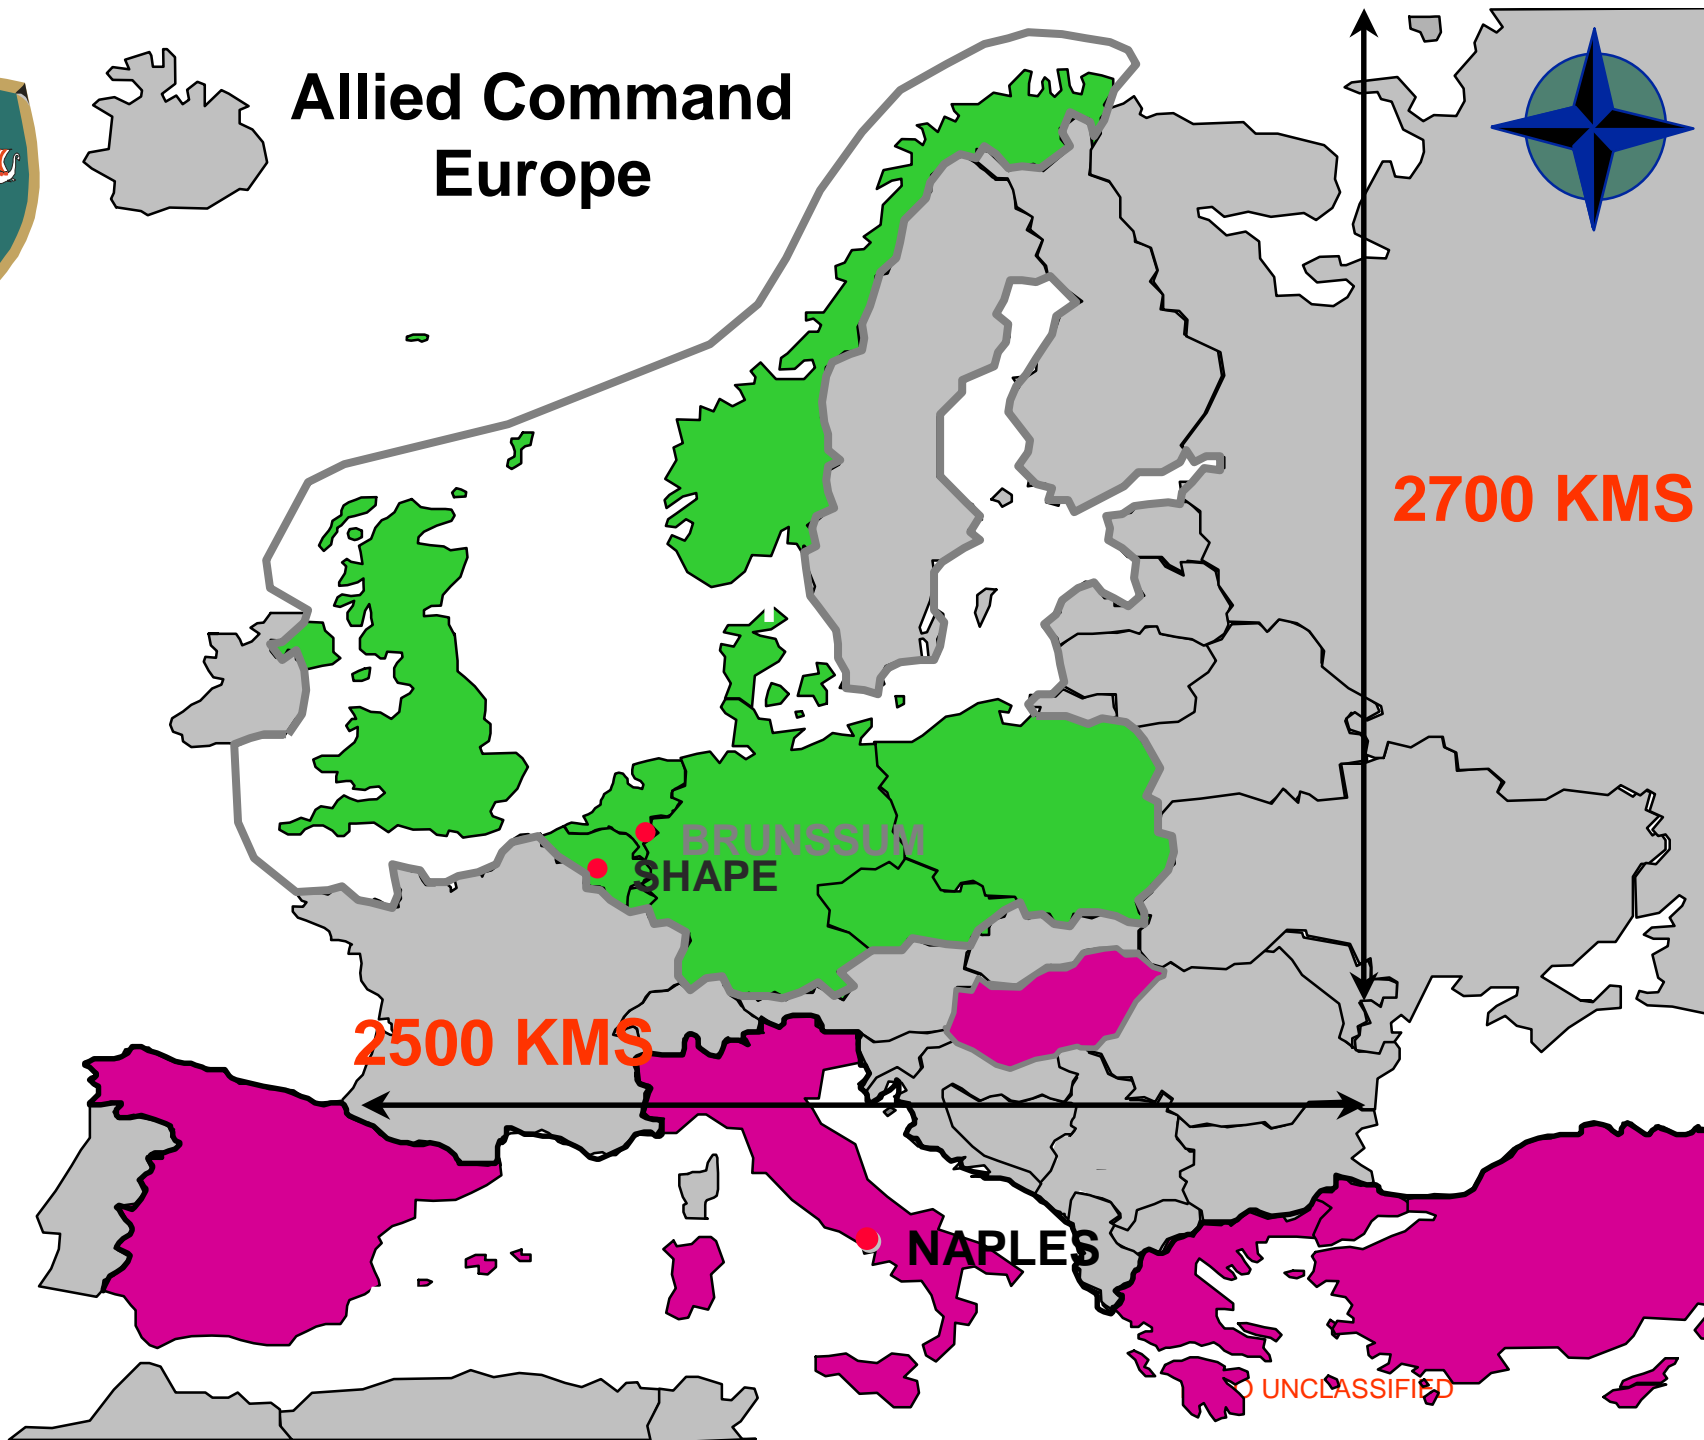 Allied Command
Europe
2700 KMS
BRUNSSUM
SHAPE
2500 KMS
NAPLES
UNCLASSIFIED